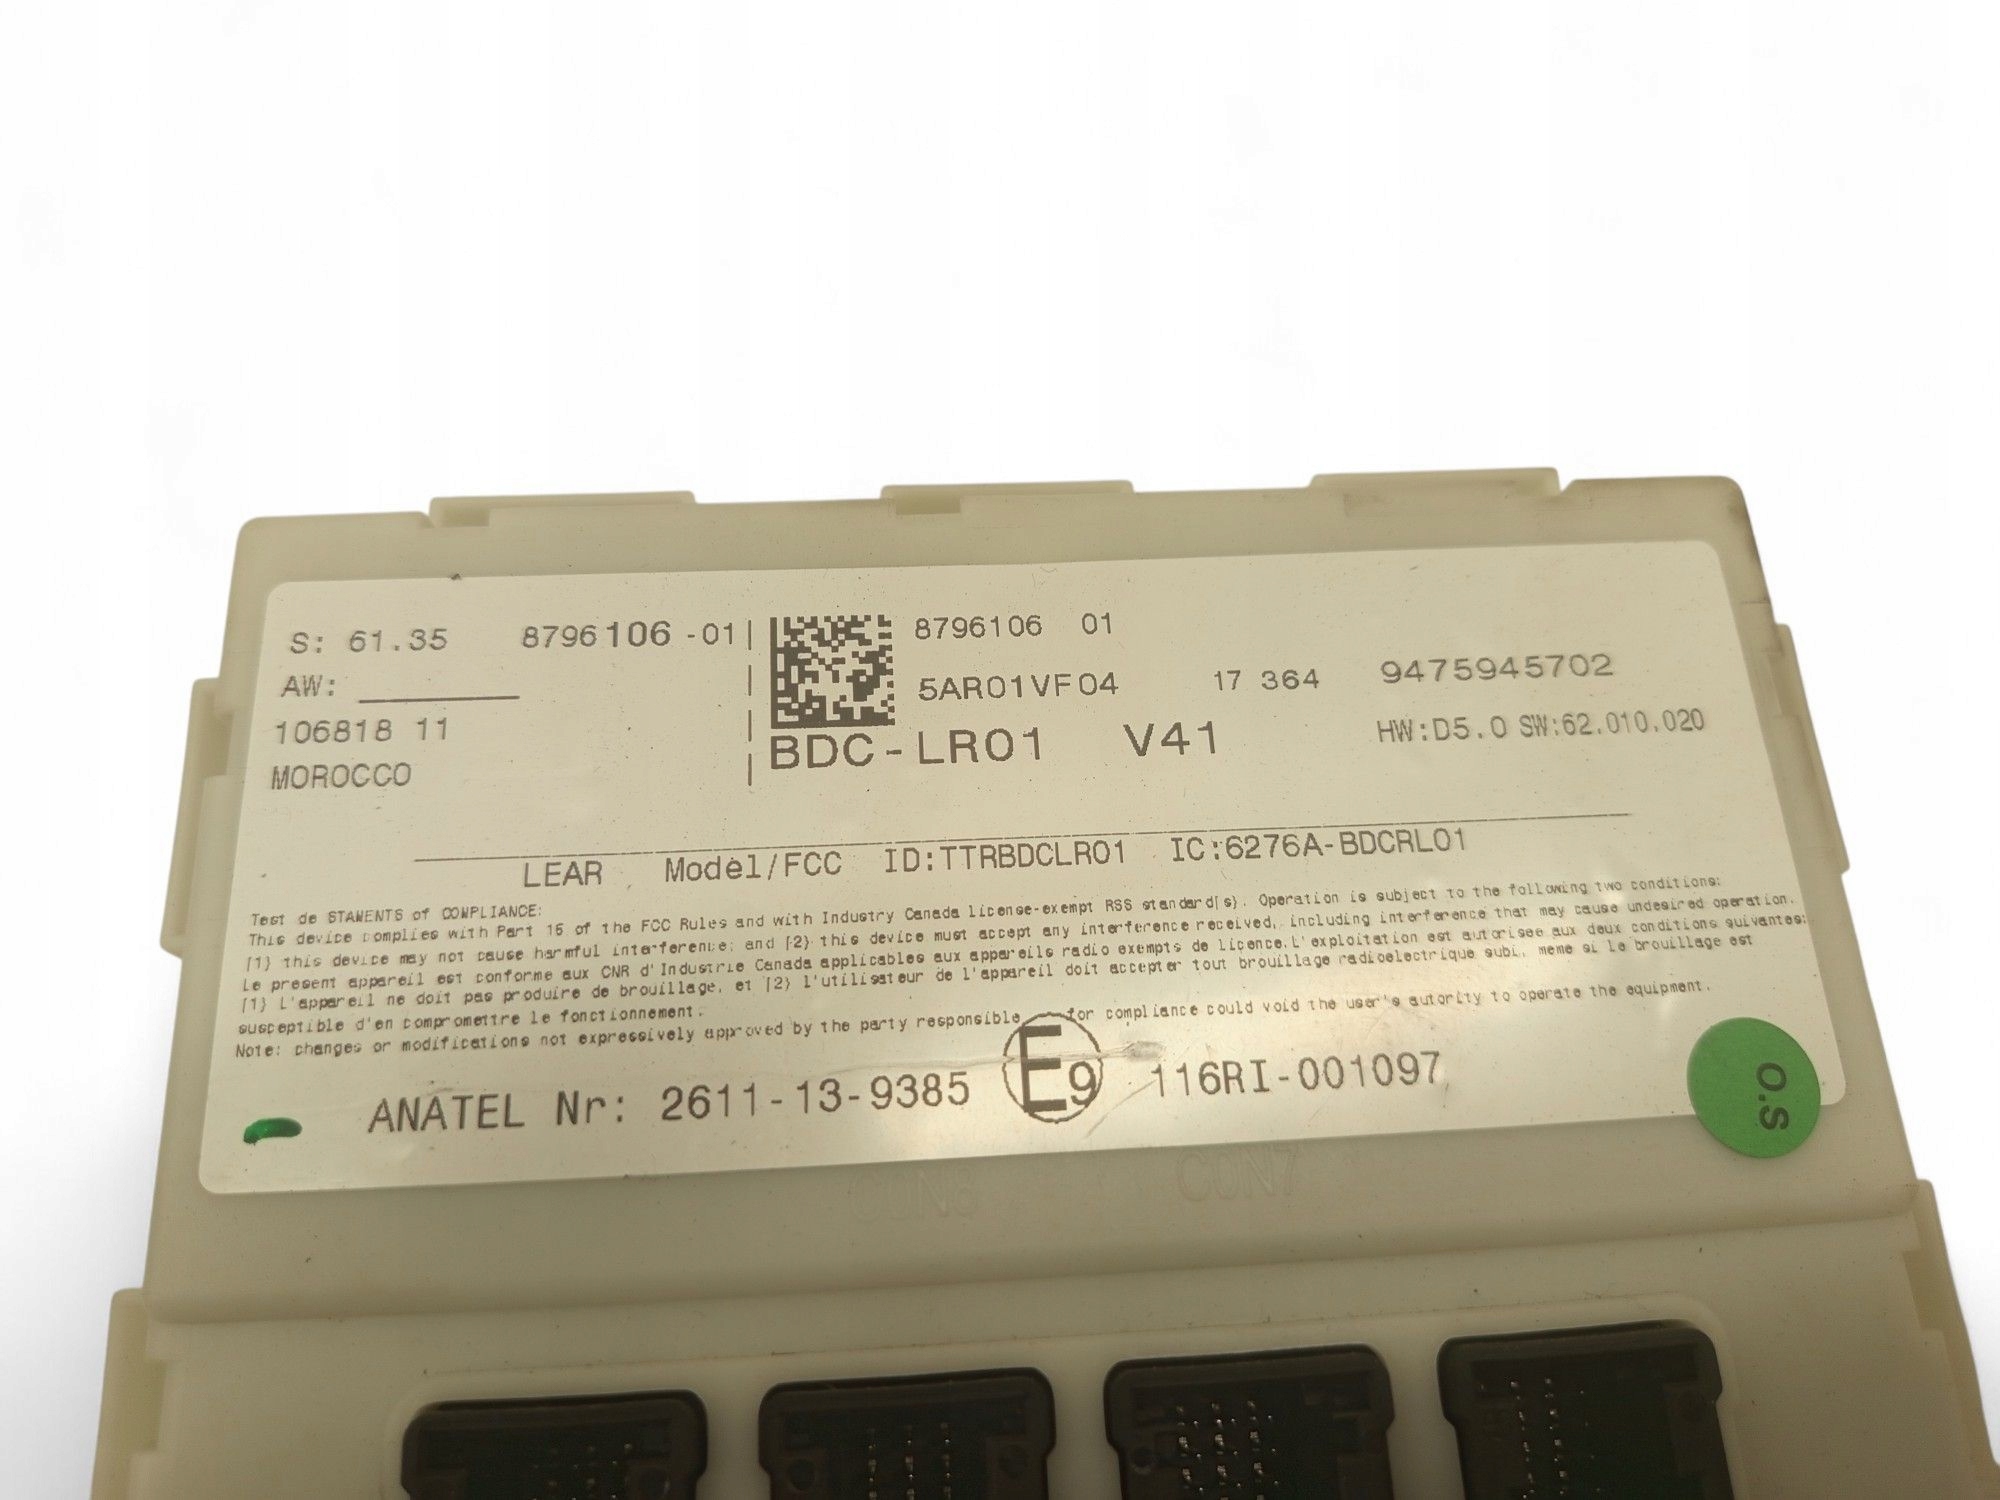 S: 61.35 8796106 -01
AW:
106818 11
MOROCCO
8796106 01
5AR01VF04 17 364 9475945702
BDC-LR01 V41 HW:D5.0 SW:62.010.020
LEAR Model/FCC ID:TTRBDCLR01 IC:6276A-BDCRL01
Test de STAMENTS of COMPLIANCE:
This device complies with Part 15 of the FCC Rules and with Industry Canada license-exempt RSS standard(s). Operation is subject to the following two conditions:
(1) this device may not cause harmful interference; and (2) this device must accept any interference received, including interference that may cause undesired operation.
Le present appareil est conforme aux CNR d'Industrie Canada applicables aux appareils radio exempts de licence.L'exploitation est autorisee aux deux conditions suivantes:
(1) L'appareil ne doit pas produire de brouillage, et (2) l'utilisateur de l'appareil doit accepter tout brouillage radioelectrique subi, meme si le brouillage est
susceptible d'en compromettre le fonctionnement.
Note: changes or modifications not expressively approved by the party responsible for compliance could void the user's autority to operate the equipment.
ANATEL Nr: 2611-13-9385 E9 116RI-001097
O.S
CON8 CON7